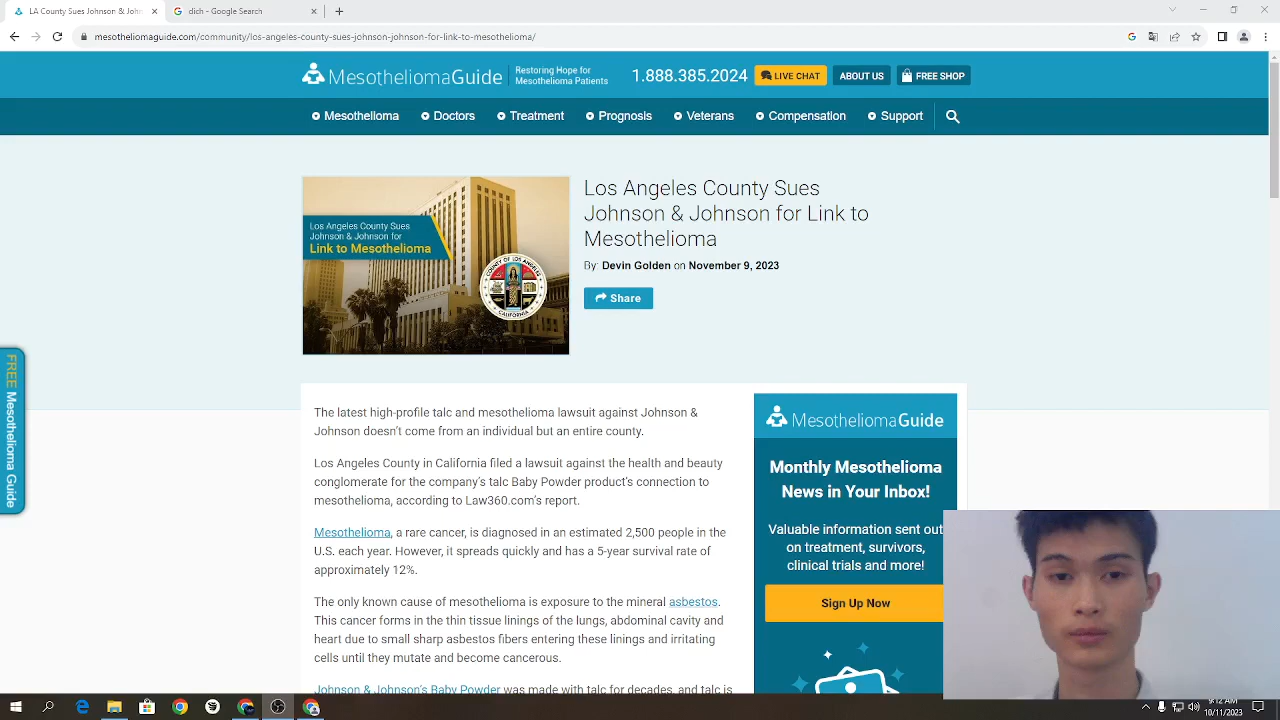 LA County Sues Johnson & Johns
dich - Google Search
mesotheliomaguide.com/community/los-angeles-county-sues-johnson-johnson-for-link-to-mesothelioma/
MesotheliomaGuide
Restoring Hope for
Mesothelioma Patients
1.888.385.2024
LIVE CHAT
ABOUT US
FREE SHOP
Mesothelioma
Doctors
Treatment
Prognosis
Veterans
Compensation
Support
Los Angeles County Sues
Johnson & Johnson for
Link to Mesothelioma
COUNTY OF LOS ANGELES
CALIFORNIA
Los Angeles County Sues
Johnson & Johnson for Link to
Mesothelioma
By: Devin Golden on November 9, 2023
Share
FREE Mesothelioma Guide
The latest high-profile talc and mesothelioma lawsuit against Johnson &
Johnson doesn't come from an individual but an entire county.
Los Angeles County in California filed a lawsuit against the health and beauty
conglomerate for the company's talc Baby Powder product's connection to
mesothelioma, according to Law360.com's report.
Mesothelioma, a rare cancer, is diagnosed in an estimated 2,500 people in the
U.S. each year. However, it spreads quickly and has a 5-year survival rate of
approximately 12%.
The only known cause of mesothelioma is exposure to the mineral asbestos.
This cancer forms in the thin tissue linings of the lungs, abdominal cavity and
heart due to small sharp asbestos fibers entering these linings and irritating
cells until they mutate and become cancerous.
Johnson & Johnson's Baby Powder was made with talc for decades, and talc is
MesotheliomaGuide
Monthly Mesothelioma
News in Your Inbox!
Valuable information sent out
on treatment, survivors,
clinical trials and more!
Sign Up Now
9:12 AM
10/11/2023